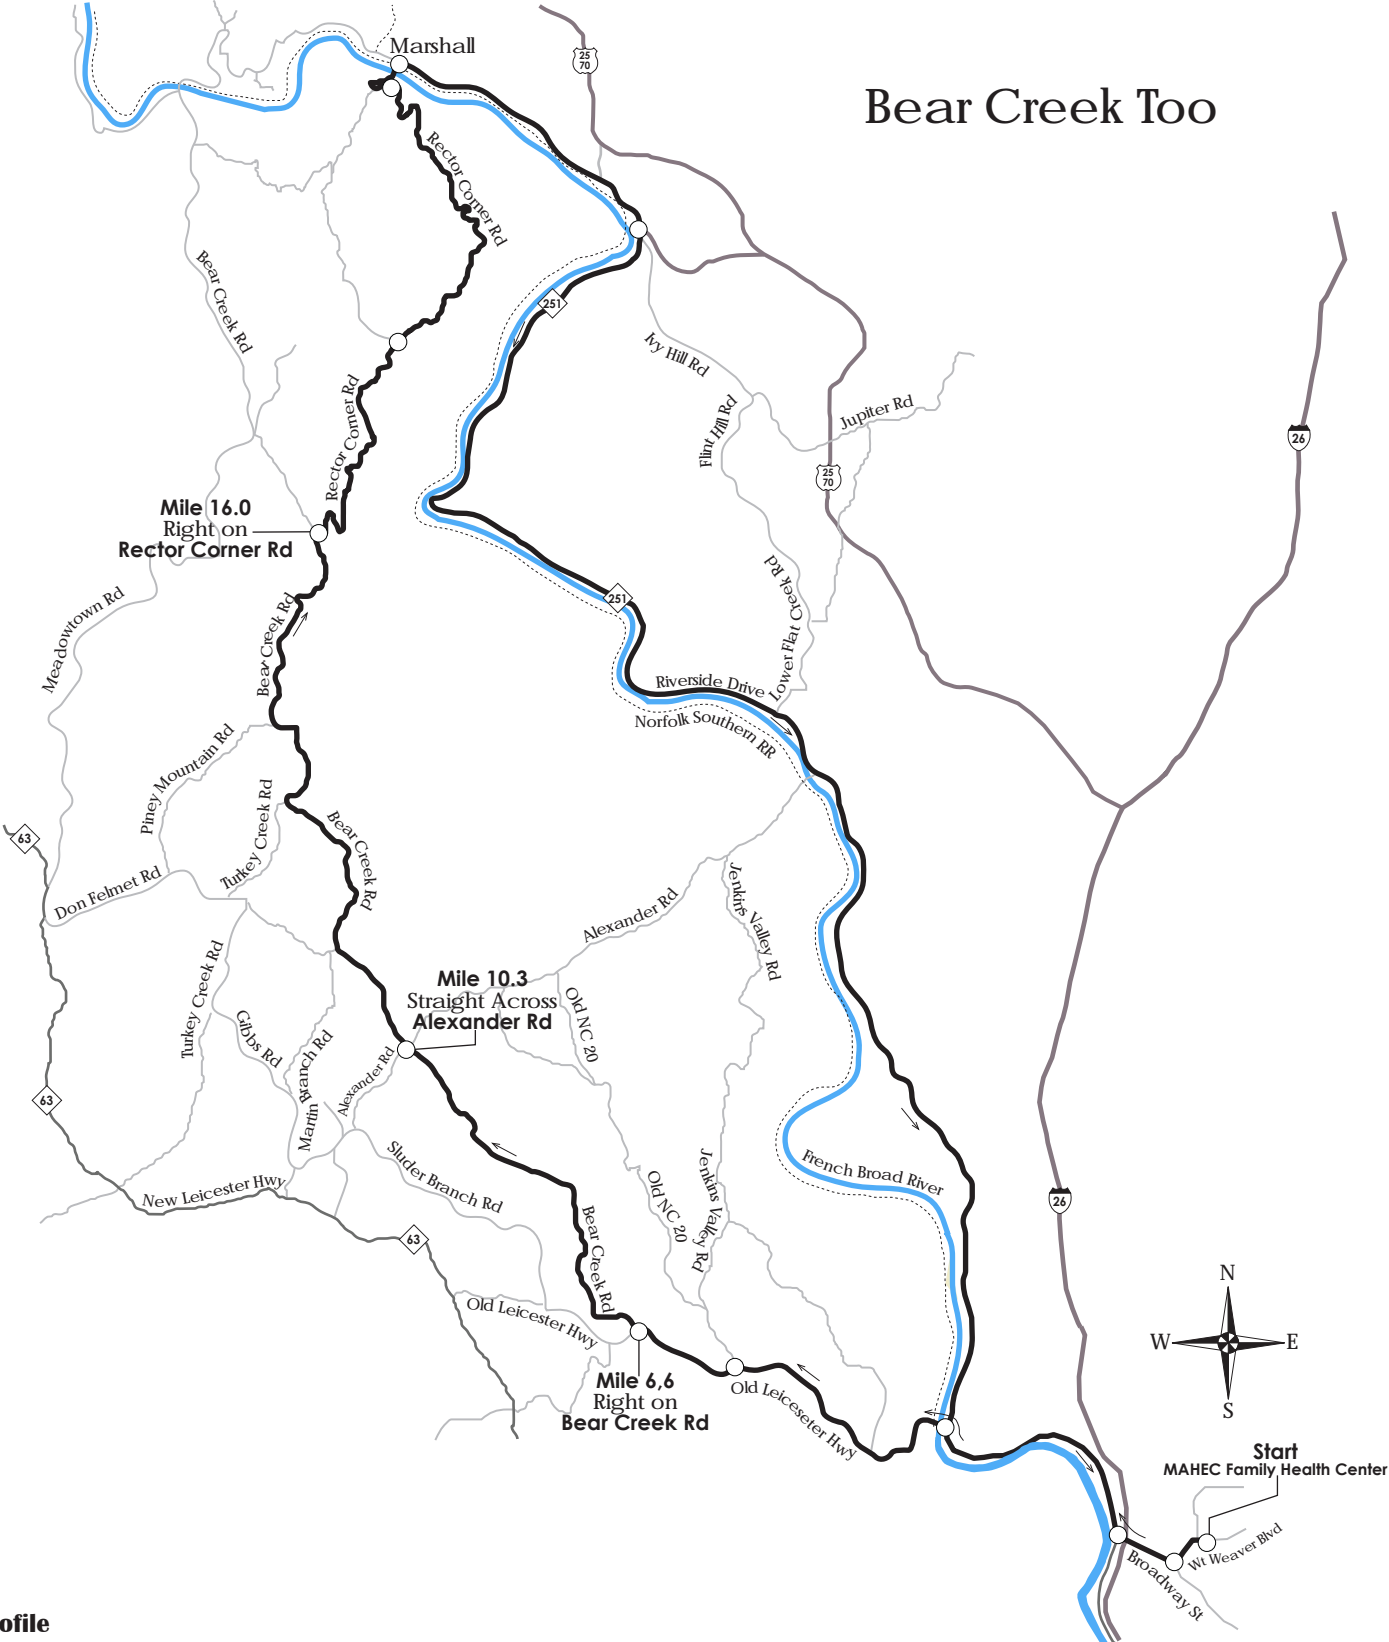 Marshall
25
70
Bear Creek Too
Rector Corner Rd
Bear Creek Rd
251
Ivy Hill Rd
Flint Hill Rd
Jupiter Rd
26
25
70
Rector Corner Rd
Mile 16.0
Right on
Rector Corner Rd
Meadowtown Rd
Bear Creek Rd
251
Lower Flat Creek Rd
Riverside Drive
Norfolk Southern RR
Piney Mountain Rd
Turkey Creek Rd
Bear Creek Rd
63
Don Felmet Rd
Alexander Rd
Jenkins Valley Rd
Turkey Creek Rd
Mile 10.3
Straight Across
Alexander Rd
Old NC 20
Gibbs Rd
Martin Branch Rd
Alexander Rd
63
New Leicester Hwy
Sluder Branch Rd
Old NC 20
Jenkins Valley Rd
French Broad River
26
63
Bear Creek Rd
Old Leicester Hwy
N
W
E
S
Mile 6,6
Right on
Bear Creek Rd
Old Leiceseter Hwy
Start
MAHEC Family Health Center
Wt Weaver Blvd
Broadway St
ofile